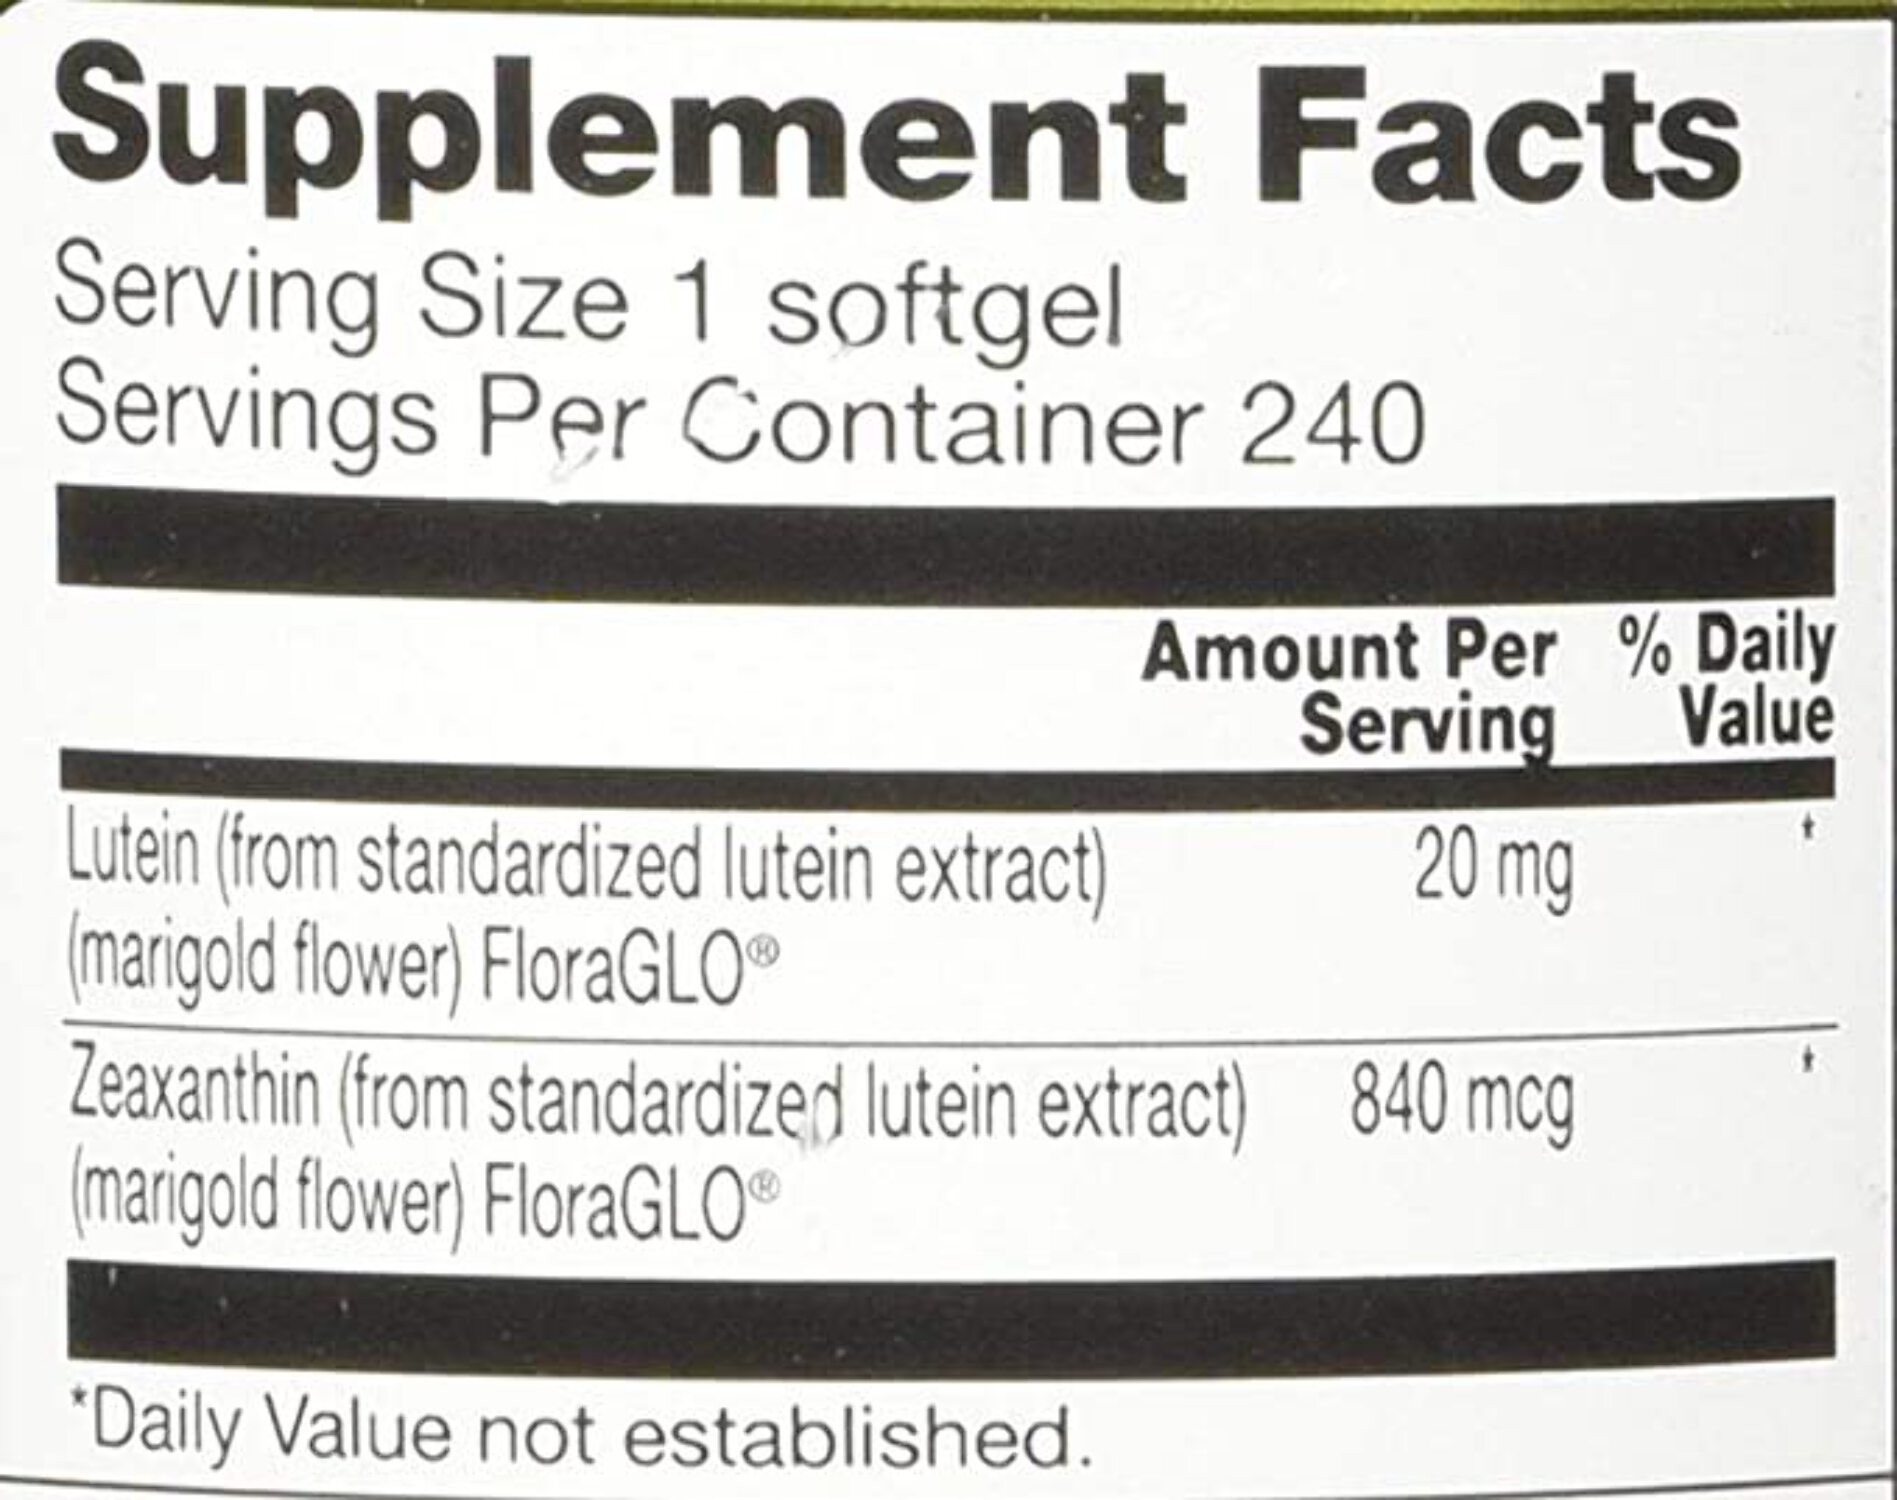 Supplement Facts
Serving Size 1 softgel
Servings Per Container 240
Amount Per % Daily
Serving Value
Lutein (from standardized lutein extract) 20 mg *
(marigold flower) FloraGLO®
Zeaxanthin (from standardized lutein extract) 840 mcg *
(marigold flower) FloraGLO®
*Daily Value not established.